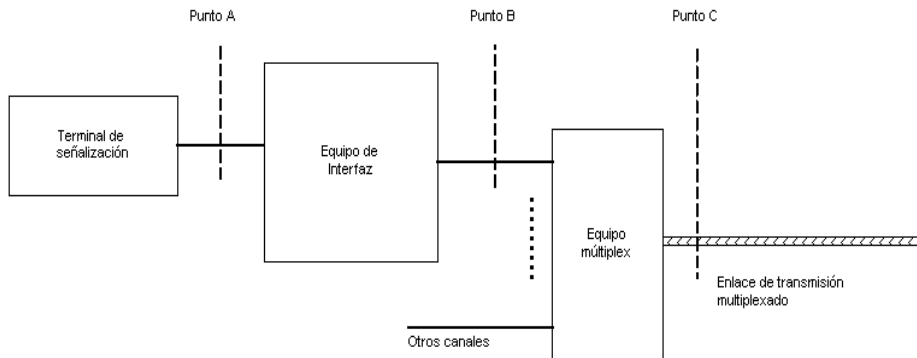 Punto A
Punto B
Punto C
Terminal de
señalización
Equipo de
Interfaz
Equipo
múltiplex
Enlace de transmisión
multiplexado
Otros canales